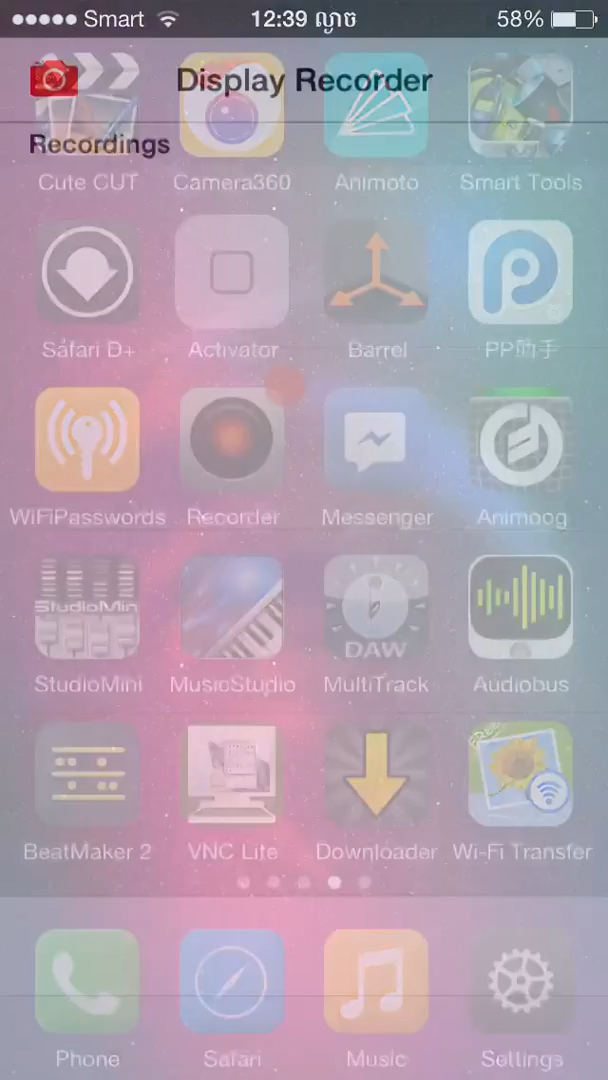 Smart 12:39 ល្ងាច 58%
Display Recorder
Recordings
Cute CUT Camera360 Animoto Smart Tools
Safari D+ Activator Barrel PP助手
WiFiPasswords Recorder Messenger Animoog
StudioMini
DAW
StudioMini MusicStudio MultiTrack Audiobus
FREE
BeatMaker 2 VNC Lite Downloader Wi-Fi Transfer
Phone Safari Music Settings